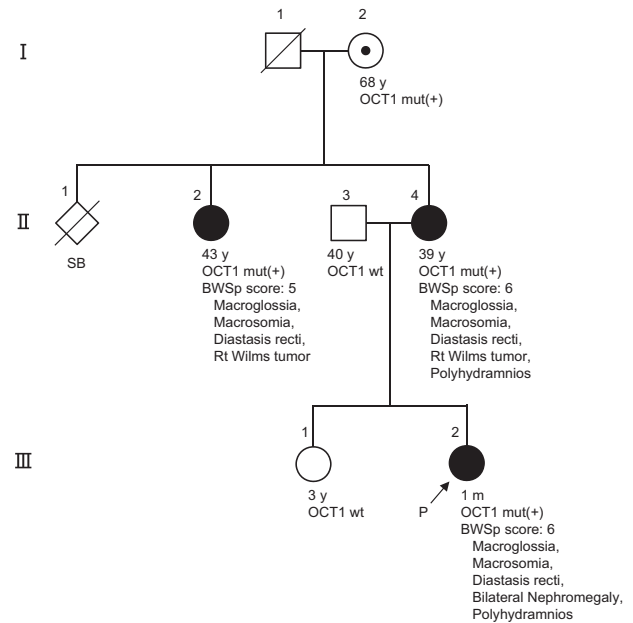 1 2
I
68 y
OCT1 mut(+)
1 2 3 4
II
SB
43 y
OCT1 mut(+)
BWSp score: 5
Macroglossia,
Macrosomia,
Diastasis recti,
Rt Wilms tumor
40 y
OCT1 wt
39 y
OCT1 mut(+)
BWSp score: 6
Macroglossia,
Macrosomia,
Diastasis recti,
Rt Wilms tumor,
Polyhydramnios
1 2
III
3 y
OCT1 wt
P
1 m
OCT1 mut(+)
BWSp score: 6
Macroglossia,
Macrosomia,
Diastasis recti,
Bilateral Nephromegaly,
Polyhydramnios